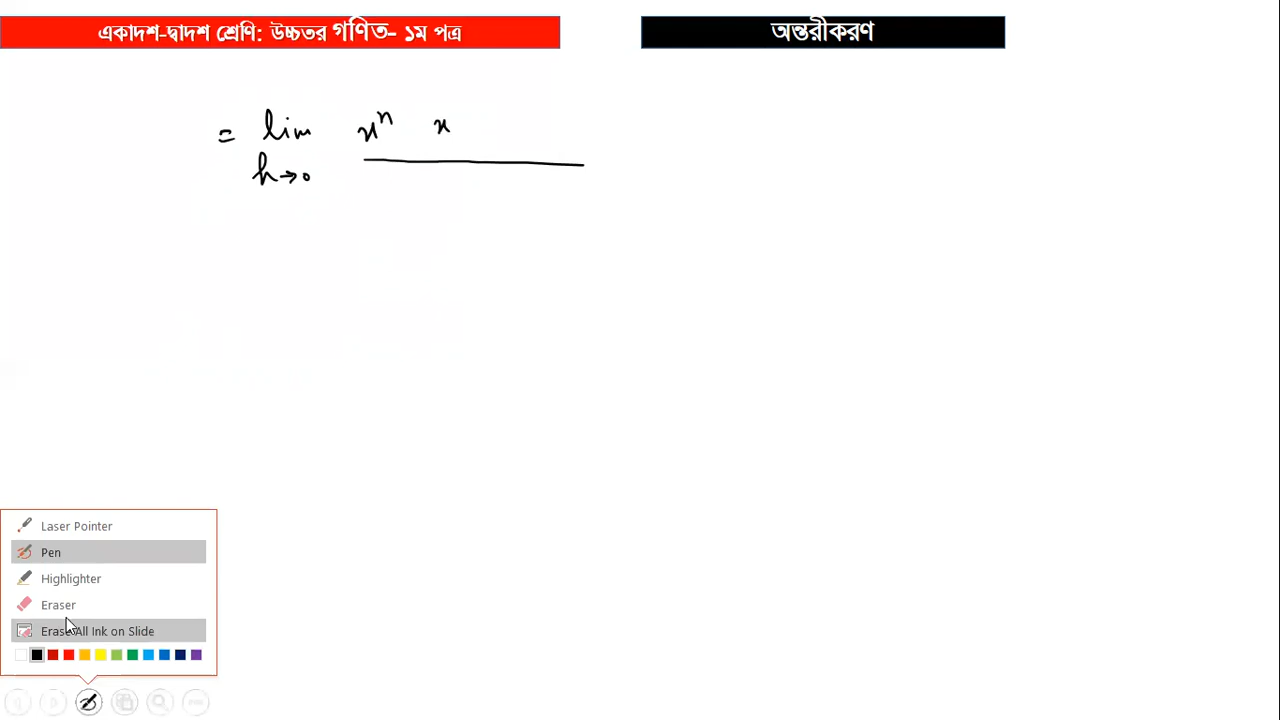 একাদশ-দ্বাদশ শ্রেণি: উচ্চতর গণিত- ১ম পত্র
অন্তরীকরণ
= lim xⁿ x
h→0
Laser Pointer
Pen
Highlighter
Eraser
Erase All Ink on Slide